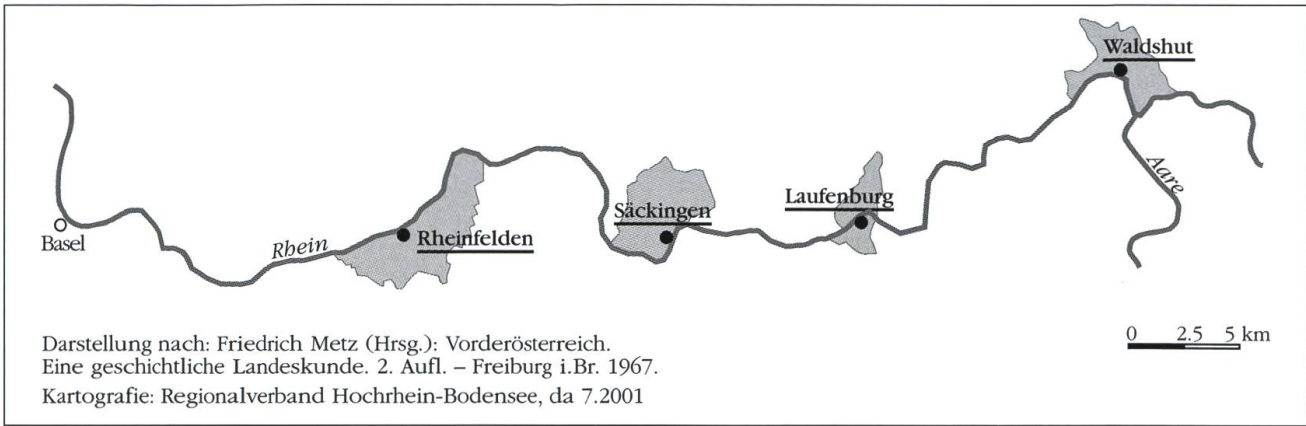 Waldshut
Aare
Laufenburg
Säckingen
Rheinfelden
Rhein
Basel
0 2.5 5 km
Darstellung nach: Friedrich Metz (Hrsg.): Vorderösterreich.
Eine geschichtliche Landeskunde. 2. Aufl. – Freiburg i.Br. 1967.
Kartografie: Regionalverband Hochrhein-Bodensee, da 7.2001